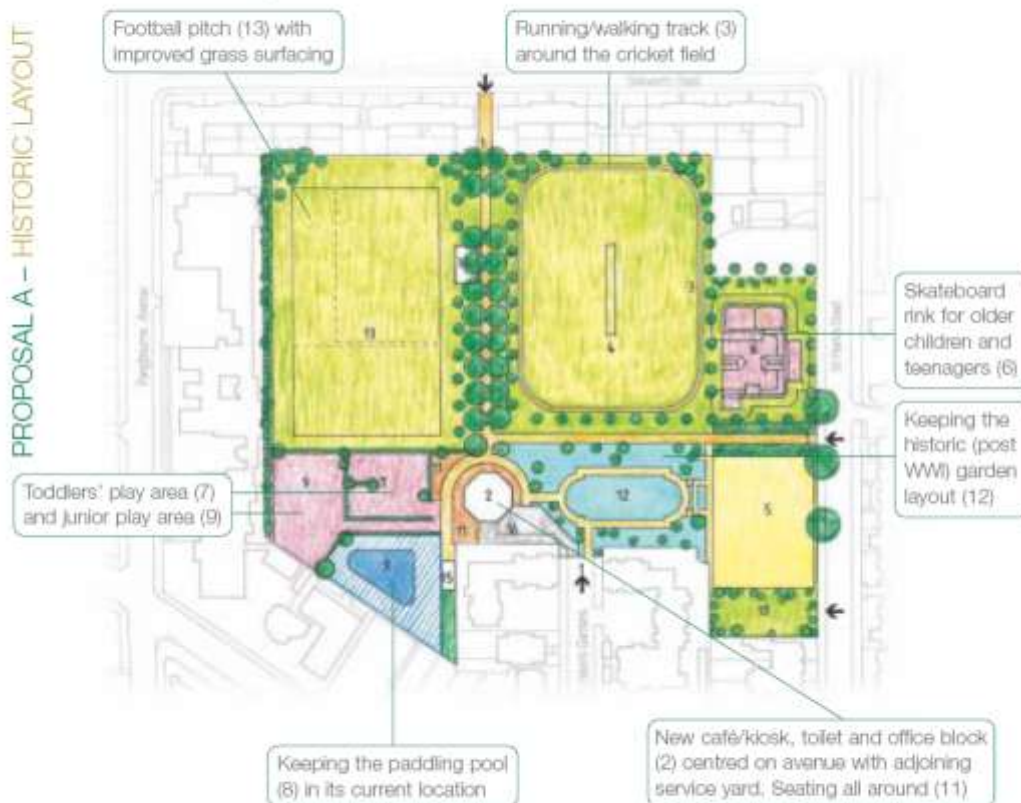 PROPOSAL A – HISTORIC LAYOUT
Football pitch (13) with
improved grass surfacing
Running/walking track (3)
around the cricket field
Skateboard
rink for older
children and
teenagers (6)
Keeping the
historic (post
WWI) garden
layout (12)
Toddlers' play area (7)
and junior play area (9)
Keeping the paddling pool
(8) in its current location
New café/kiosk, toilet and office block
(2) centred on avenue with adjoining
service yard. Seating all around (11)
1
13
3
4
6
9
7
2
12
5
11
8
15